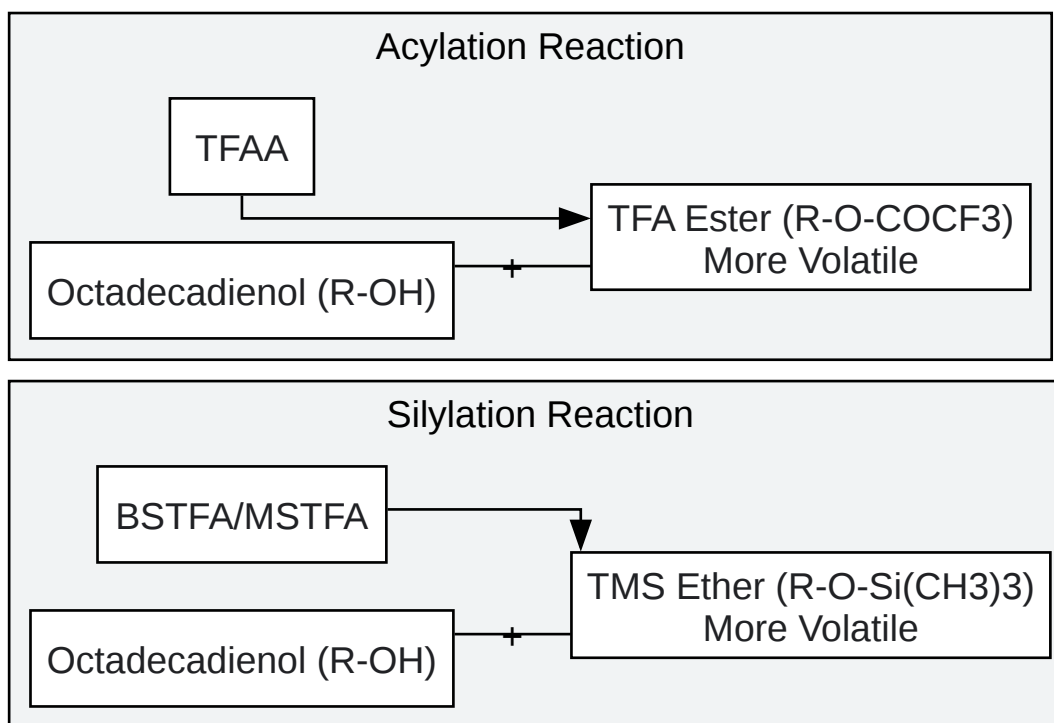 Acylation Reaction
TFAA
TFA Ester (R-O-COCF3)
More Volatile
+
Octadecadienol (R-OH)
Silylation Reaction
BSTFA/MSTFA
TMS Ether (R-O-Si(CH3)3)
More Volatile
+
Octadecadienol (R-OH)